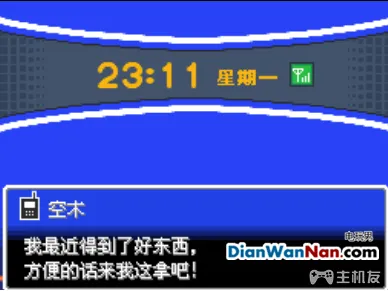 23:11 星期一
空术
我最近得到了好东西,
方便的话来我这拿吧!
电玩男
DianWanNan.com
主机友